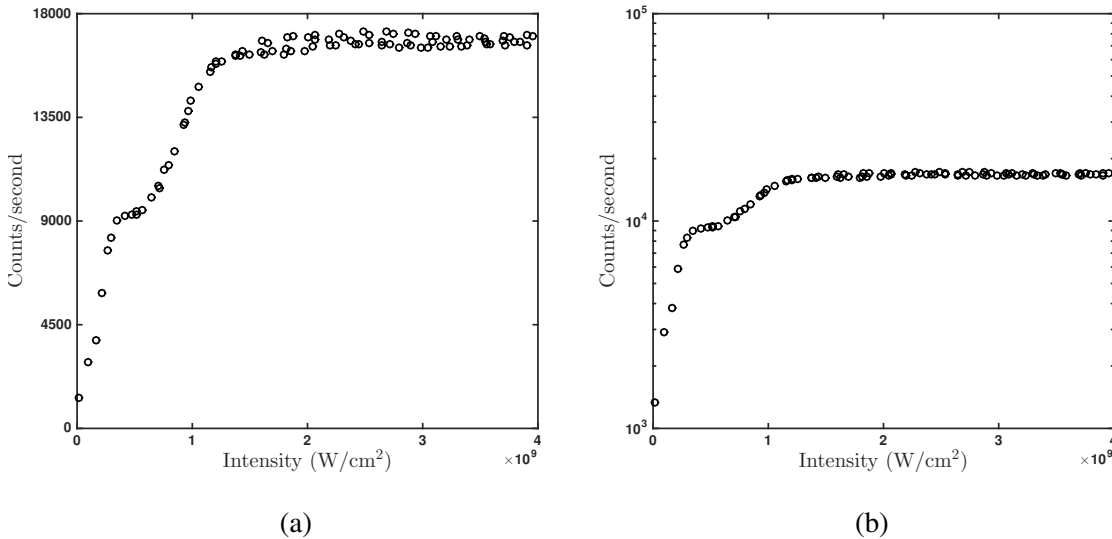 18000
13500
9000
4500
0
Counts/second
0 1 2 3 4
Intensity (W/cm²) ×10⁹
(a)
10⁵
10⁴
10³
Counts/second
0 1 2 3 4
Intensity (W/cm²) ×10⁹
(b)